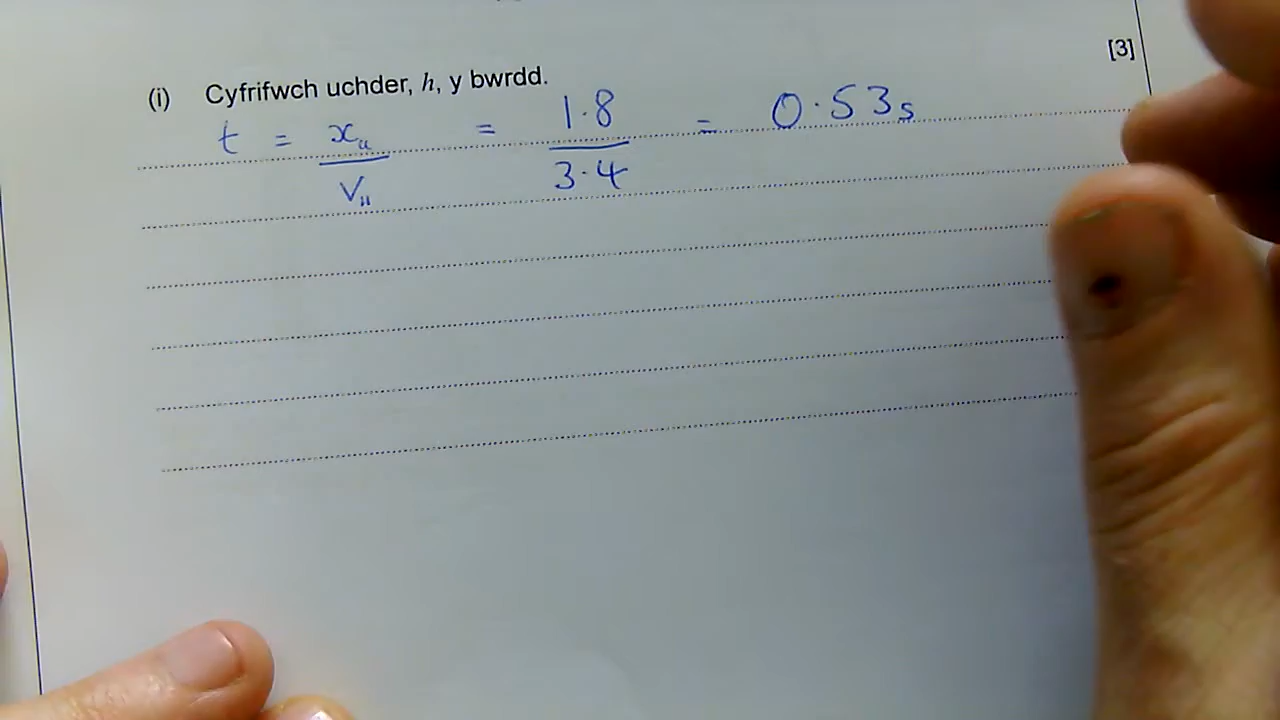 [3]
(i) Cyfrifwch uchder, h, y bwrdd.
t = xₕ / vₕ = 1·8 / 3·4 = 0·53s